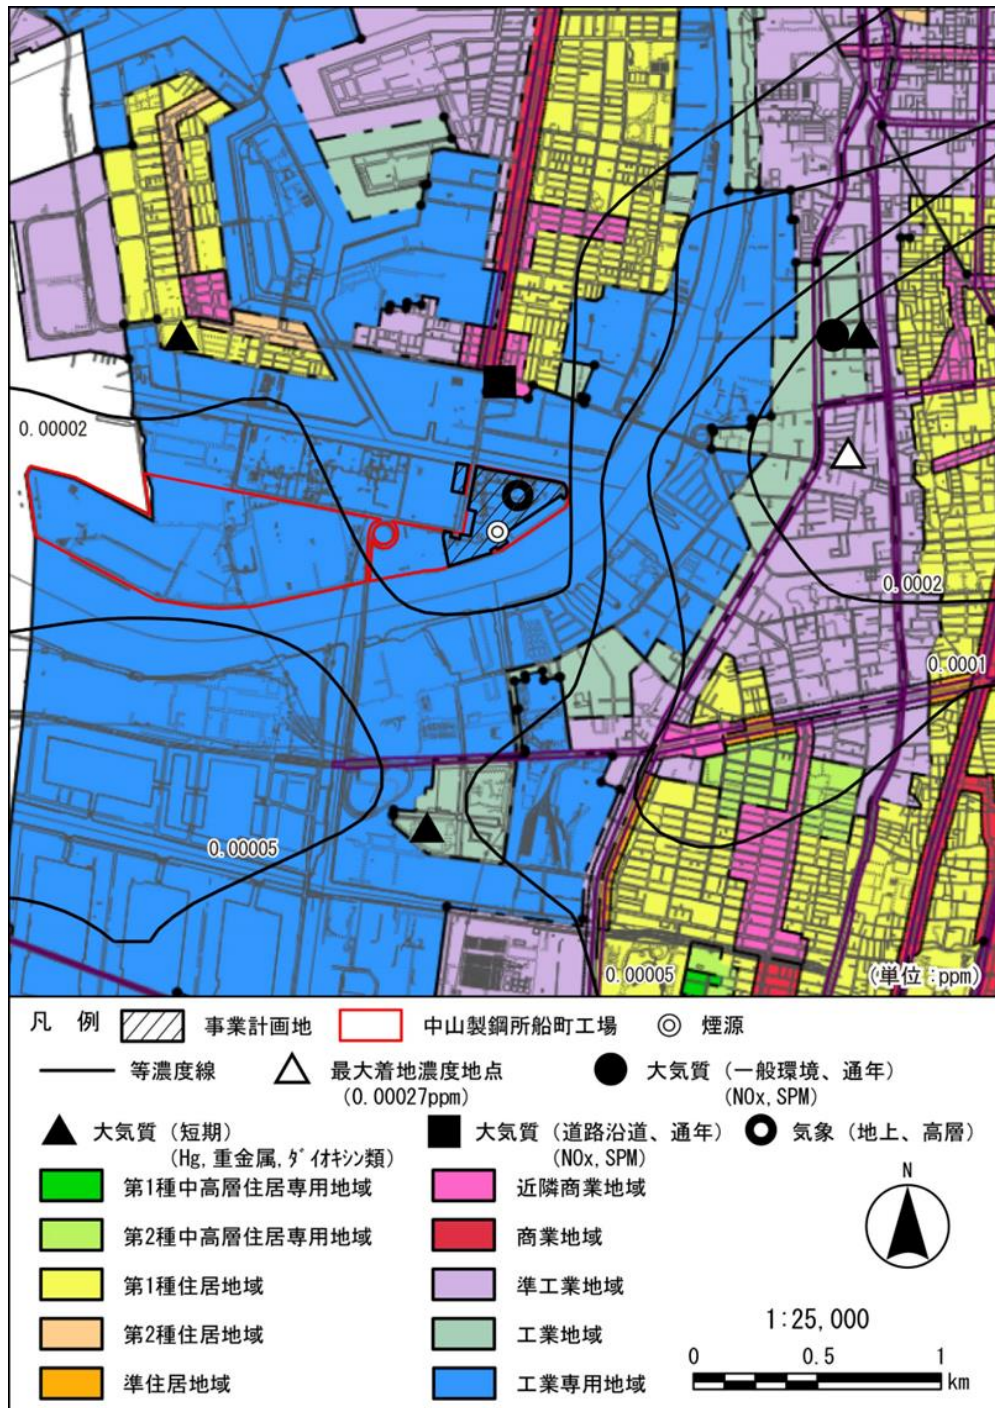 0.00002
0.0002
0.0001
0.00005
0.00005
(単位:ppm)
凡 例
事業計画地
中山製鋼所船町工場
煙源
等濃度線
最大着地濃度地点
(0.00027ppm)
大気質(一般環境、通年)
(NOx,SPM)
大気質(短期)
(Hg,重金属,ダイオキシン類)
大気質(道路沿道、通年)
(NOx,SPM)
気象(地上、高層)
第1種中高層住居専用地域
近隣商業地域
第2種中高層住居専用地域
商業地域
第1種住居地域
準工業地域
第2種住居地域
工業地域
準住居地域
工業専用地域
N
1:25,000
0 0.5 1
km